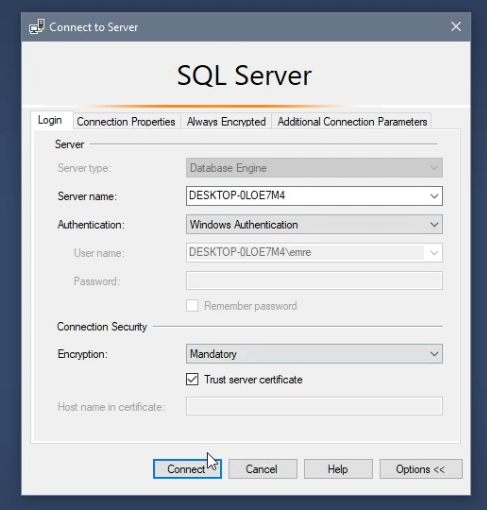 Connect to Server
SQL Server
Login Connection Properties Always Encrypted Additional Connection Parameters
Server
Server type: Database Engine
Server name: DESKTOP-0LOE7M4
Authentication: Windows Authentication
User name: DESKTOP-0LOE7M4\emre
Password:
Remember password
Connection Security
Encryption: Mandatory
Trust server certificate
Host name in certificate:
Connect Cancel Help Options <<